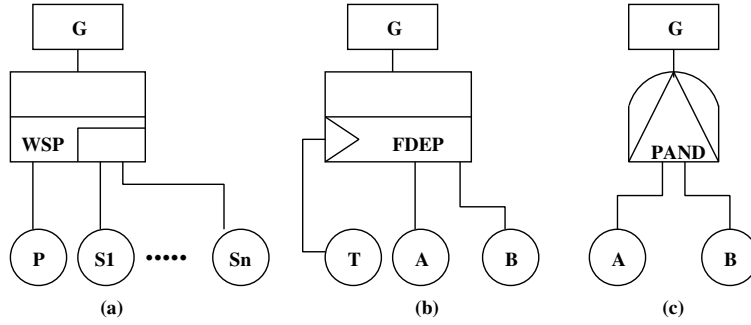 G G G
WSP FDEP PAND
P S1 ••••• Sn T A B A B
(a) (b) (c)